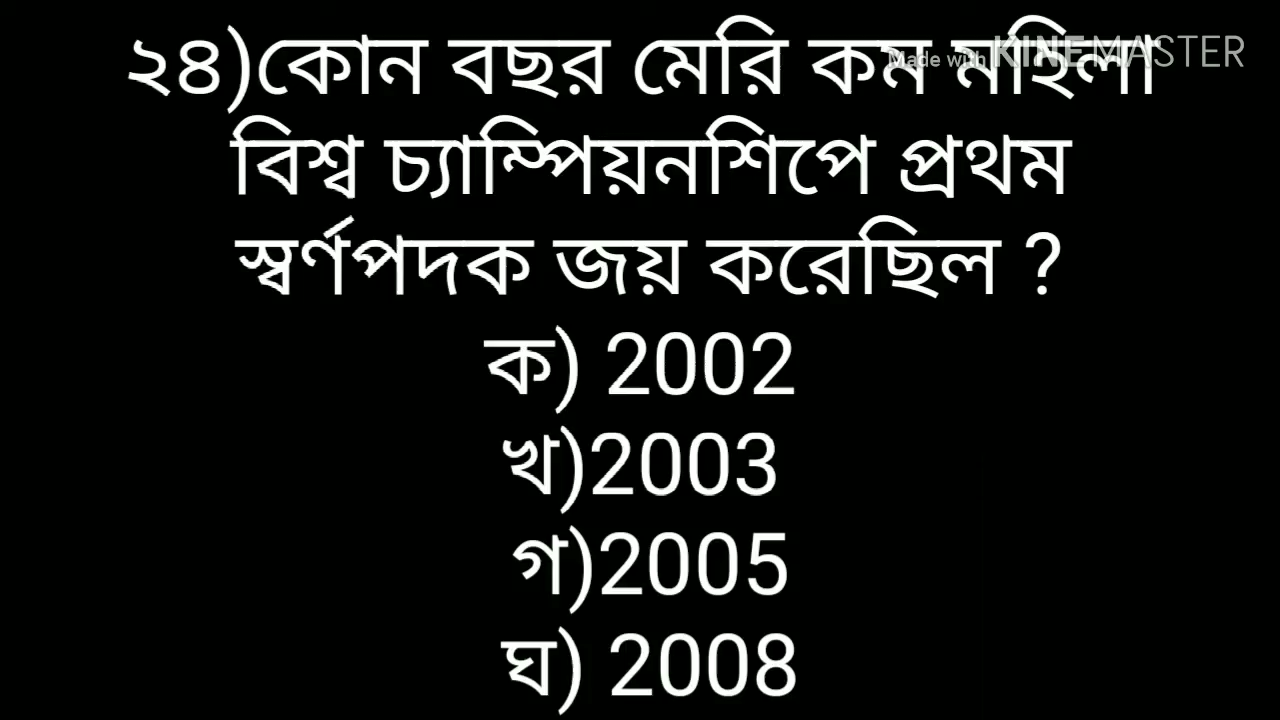 ২৪)কোন বছর মেরি কম মহিলা
Made with KINEMASTER
বিশ্ব চ্যাম্পিয়নশিপে প্রথম
স্বর্ণপদক জয় করেছিল ?
ক) 2002
খ)2003
গ)2005
ঘ) 2008